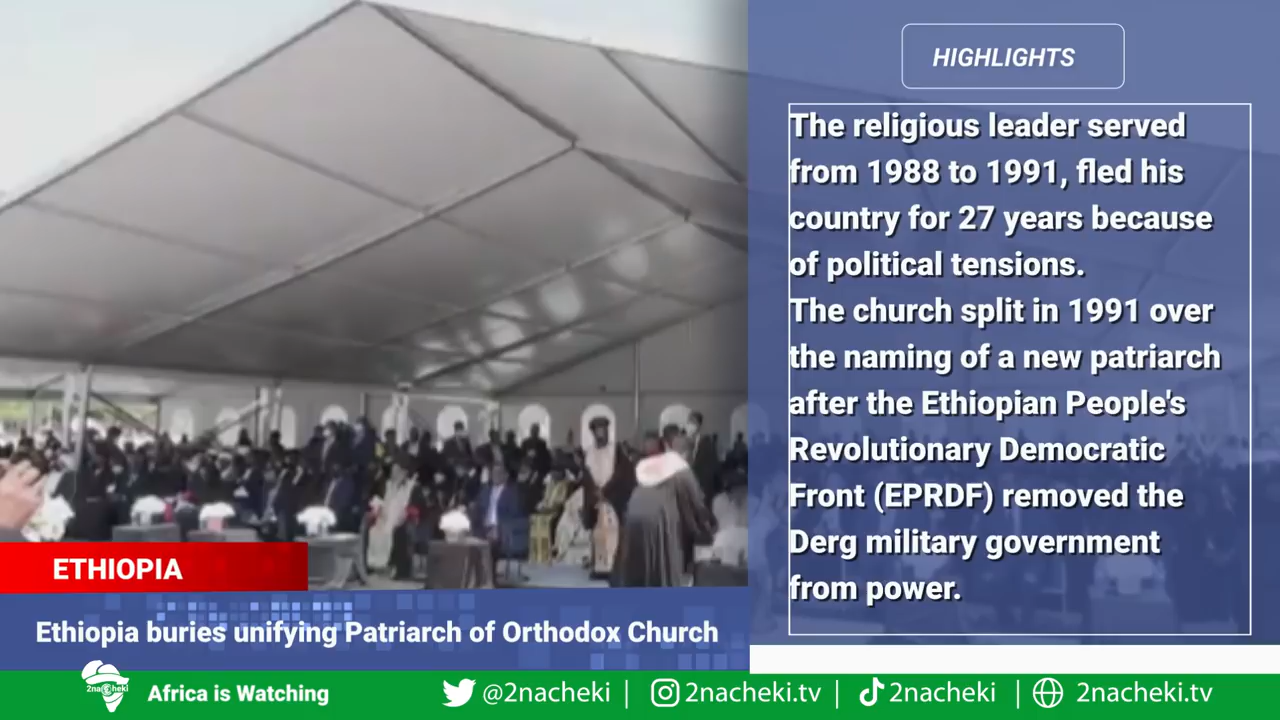 HIGHLIGHTS
The religious leader served
from 1988 to 1991, fled his
country for 27 years because
of political tensions.
The church split in 1991 over
the naming of a new patriarch
after the Ethiopian People's
Revolutionary Democratic
Front (EPRDF) removed the
Derg military government
from power.
ETHIOPIA
Ethiopia buries unifying Patriarch of Orthodox Church
2nacheki
Africa is Watching
@2nacheki | 2nacheki.tv | 2nacheki | 2nacheki.tv